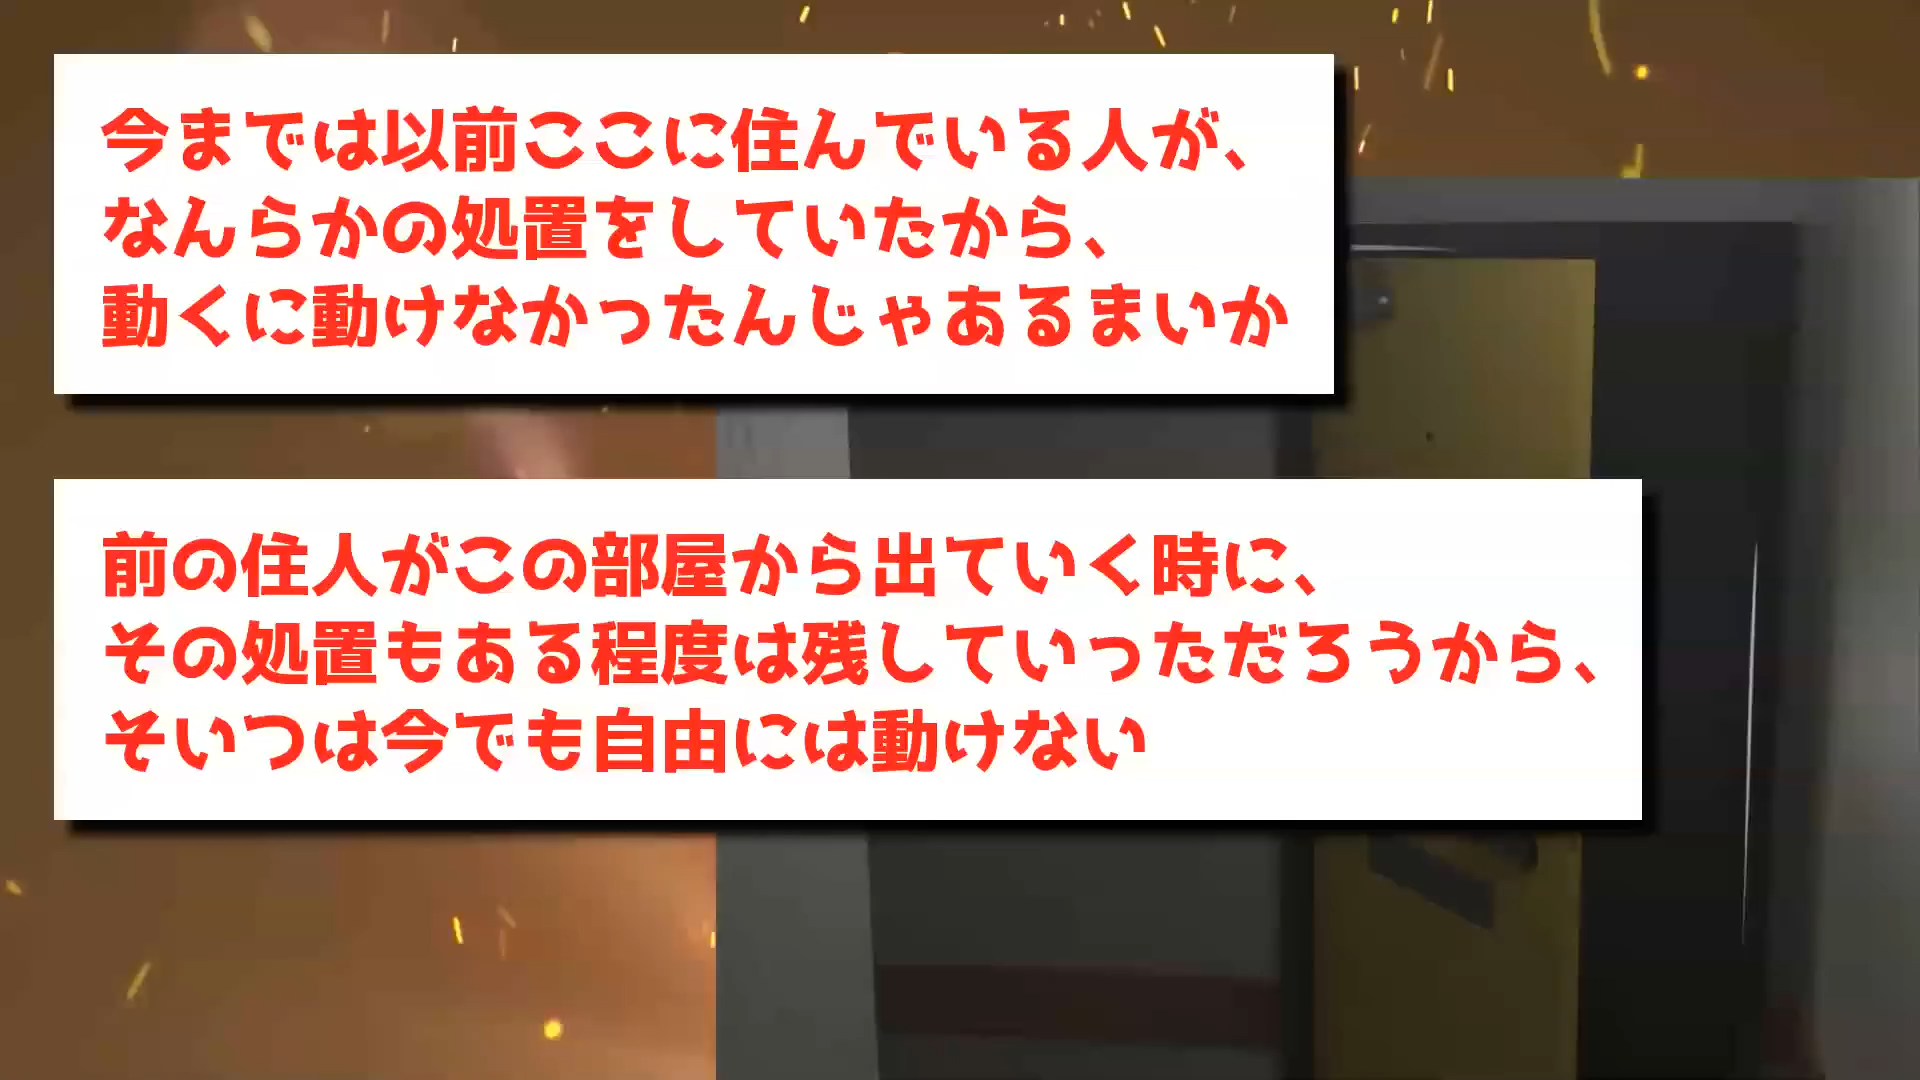 今までは以前ここに住んでいる人が、
なんらかの処置をしていたから、
動くに動けなかったんじゃあるまいか
前の住人がこの部屋から出ていく時に、
その処置もある程度は残していっただろうから、
そいつは今でも自由には動けない